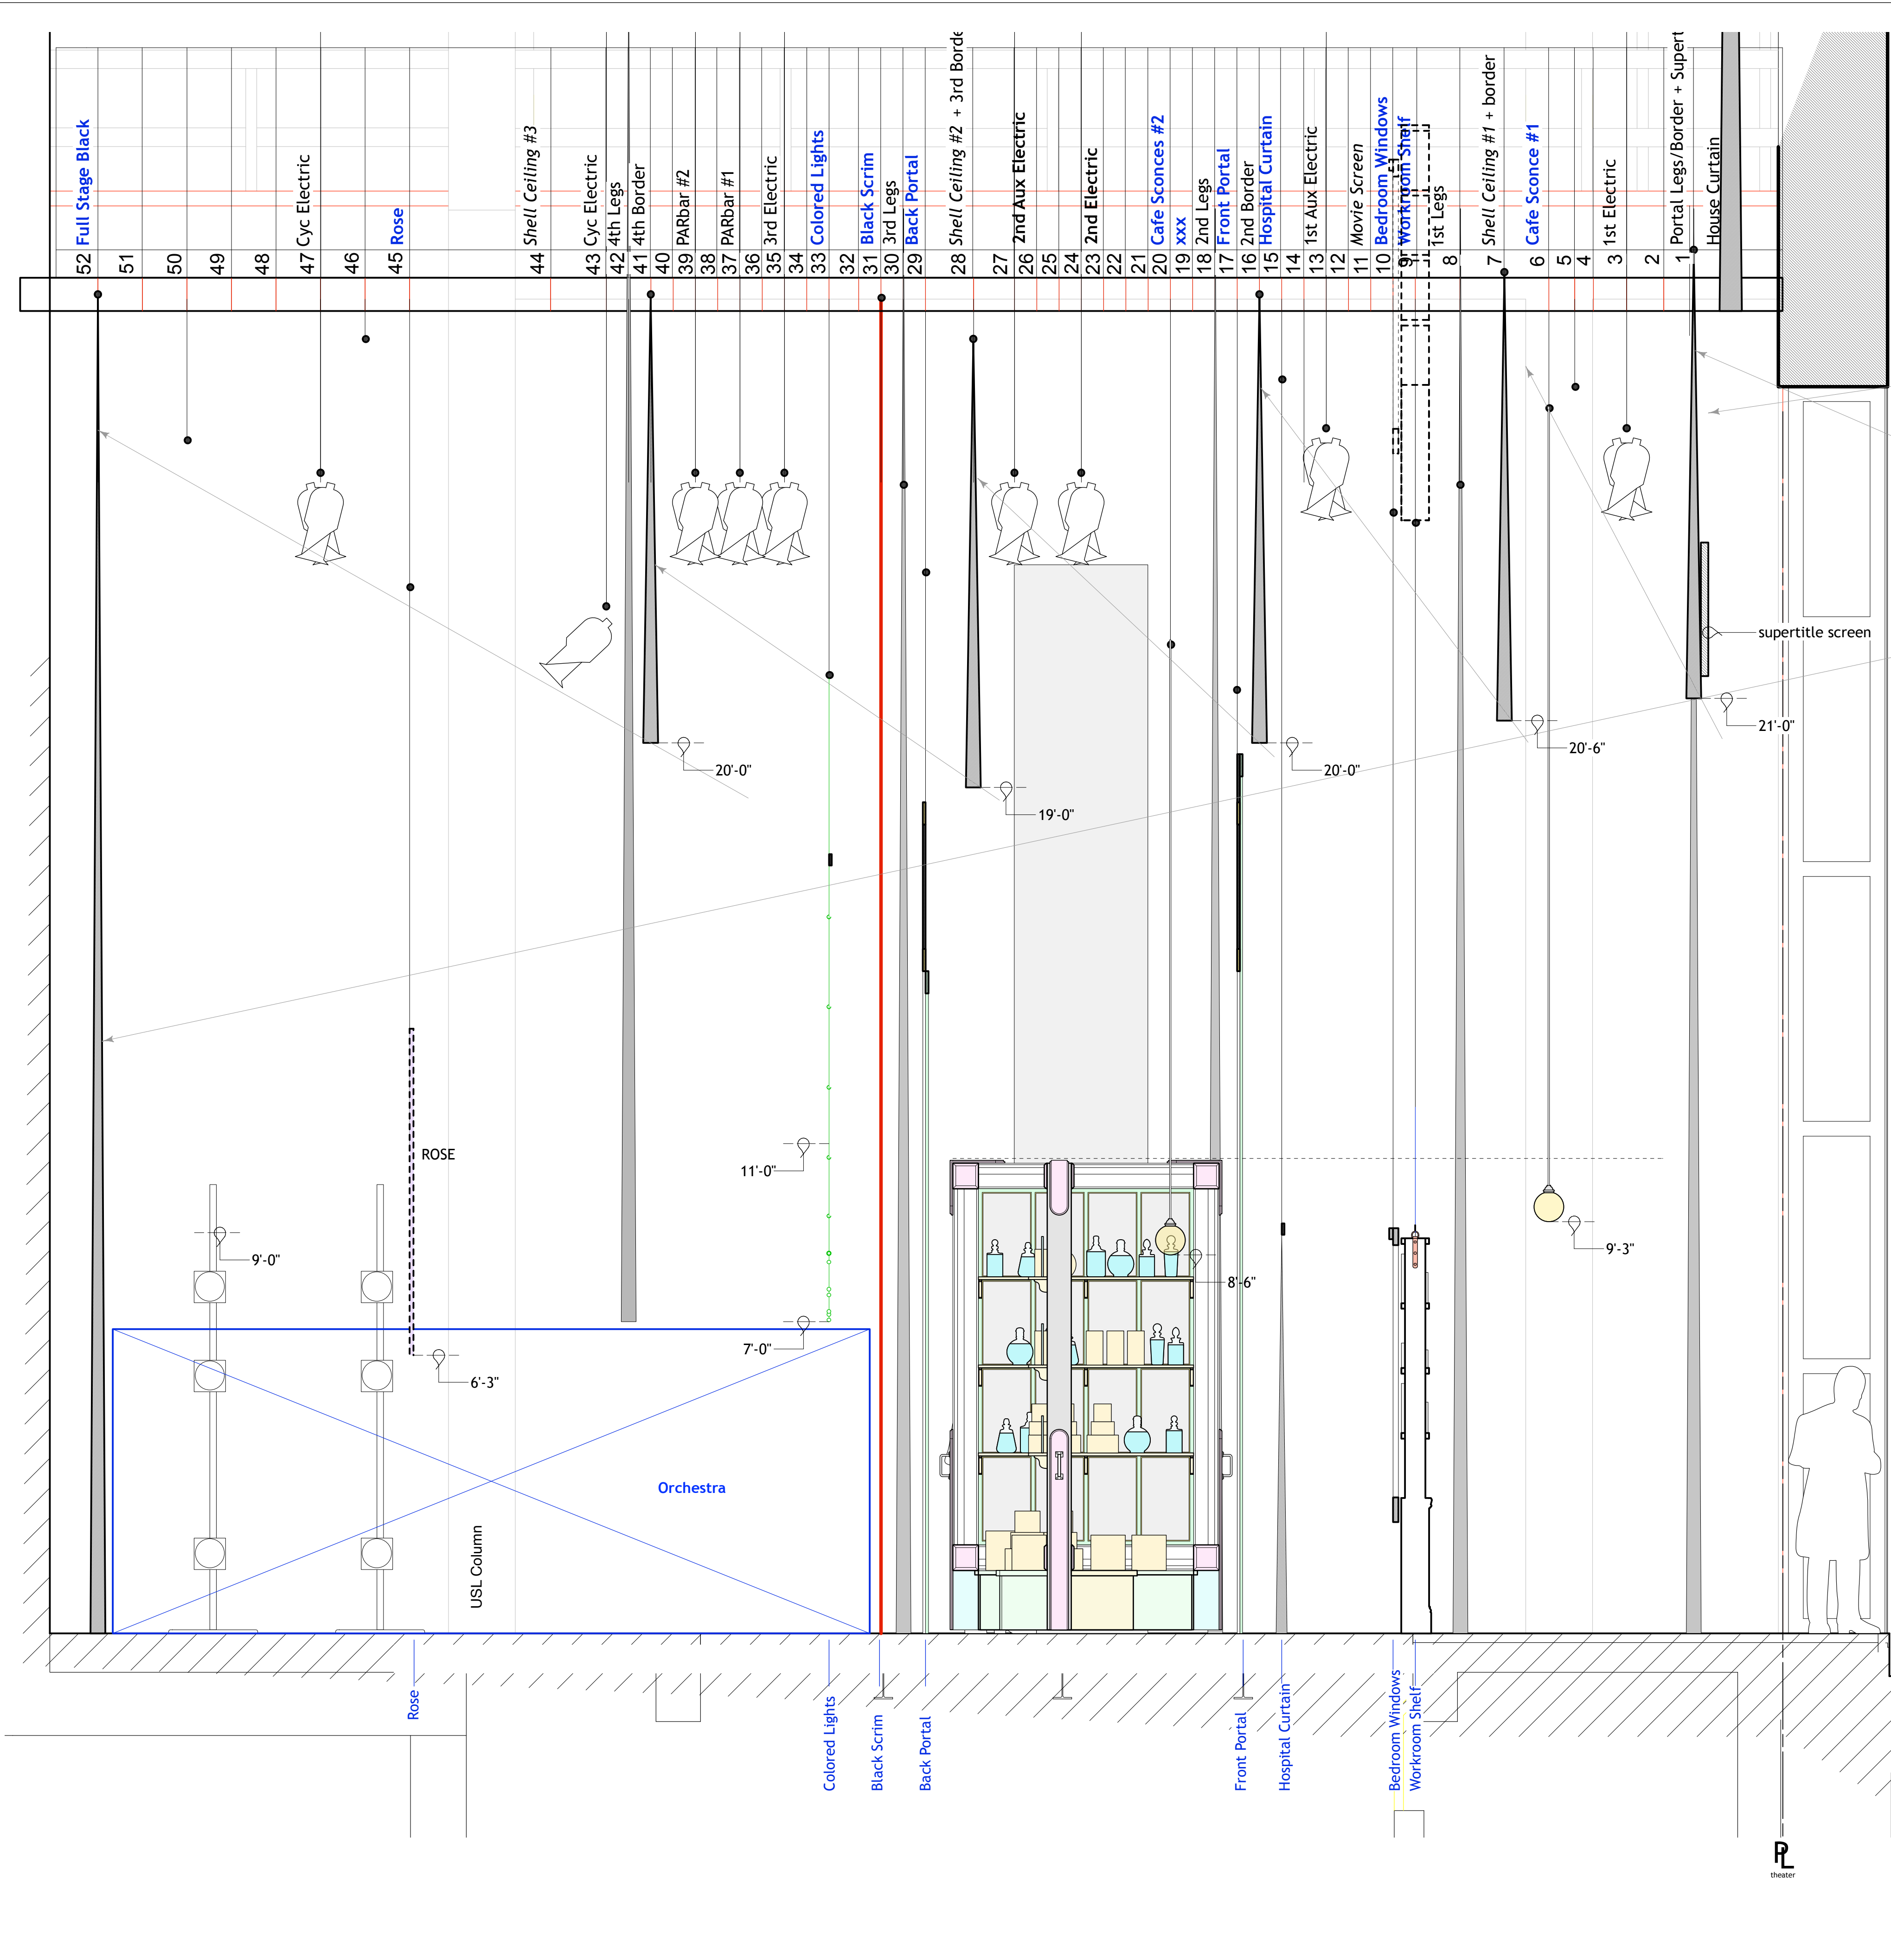 52
Full Stage Black
51
50
49
48
47
Cyc Electric
46
45
Rose
44
Shell Ceiling #3
43
Cyc Electric
42
4th Legs
41
4th Border
40
39
PARbar #2
38
37
PARbar #1
36
35
3rd Electric
34
33
Colored Lights
32
31
Black Scrim
30
3rd Legs
29
Back Portal
28
Shell Ceiling #2 + 3rd Borde
27
26
2nd Aux Electric
25
24
23
2nd Electric
22
21
20
Cafe Sconces #2
19
xxx
18
2nd Legs
17
Front Portal
16
2nd Border
15
Hospital Curtain
14
13
1st Aux Electric
12
11
Movie Screen
10
Bedroom Windows
9
Workroom Shelf
8
1st Legs
7
Shell Ceiling #1 + border
6
Cafe Sconce #1
5
4
3
1st Electric
2
1
Portal Legs/Border + Supert
House Curtain
supertitle screen
21'-0"
20'-6"
20'-0"
20'-0"
19'-0"
ROSE
11'-0"
9'-0"
9'-3"
8'-6"
7'-0"
6'-3"
Orchestra
USL Column
Rose
Colored Lights
Black Scrim
Back Portal
Front Portal
Hospital Curtain
Bedroom Windows
Workroom Shelf
PL
theater